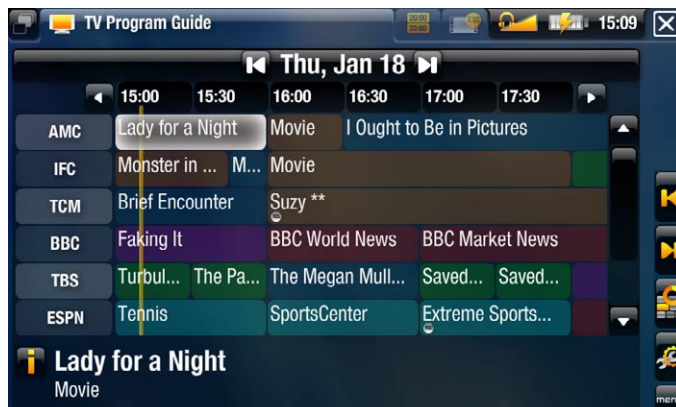 TV Program Guide 20:00 22:00 15:09
Thu, Jan 18
15:00 15:30 16:00 16:30 17:00 17:30
AMC Lady for a Night Movie I Ought to Be in Pictures
IFC Monster in ... M... Movie
TCM Brief Encounter Suzy **
BBC Faking It BBC World News BBC Market News
TBS Turbul... The Pa... The Megan Mull... Saved... Saved...
ESPN Tennis SportsCenter Extreme Sports...
i Lady for a Night
Movie
men